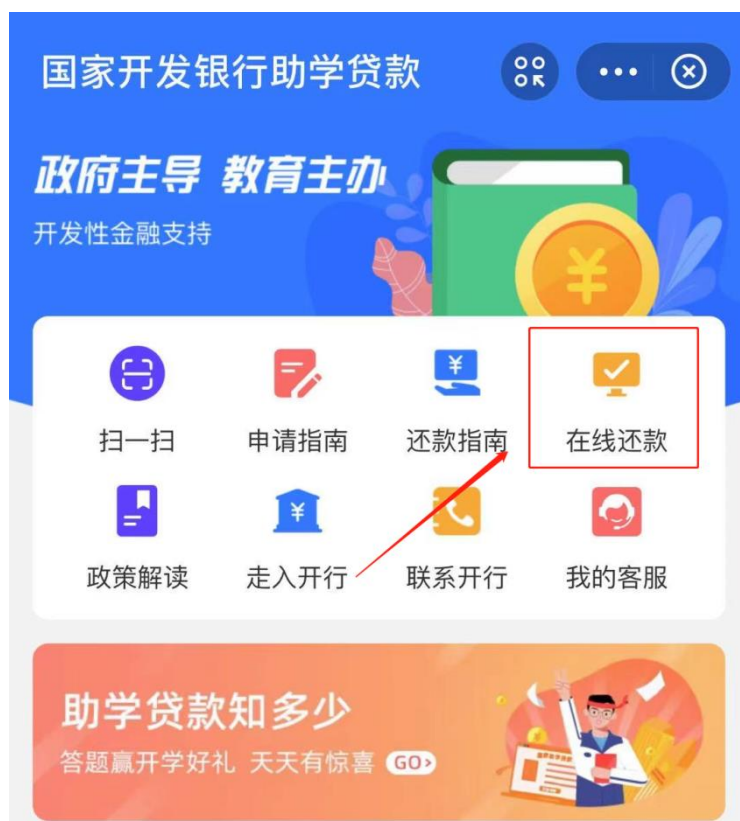 国家开发银行助学贷款
政府主导 教育主办
开发性金融支持
扫一扫 申请指南 还款指南 在线还款
政策解读 走入开行 联系开行 我的客服
助学贷款知多少
答题赢开学好礼 天天有惊喜 GO>